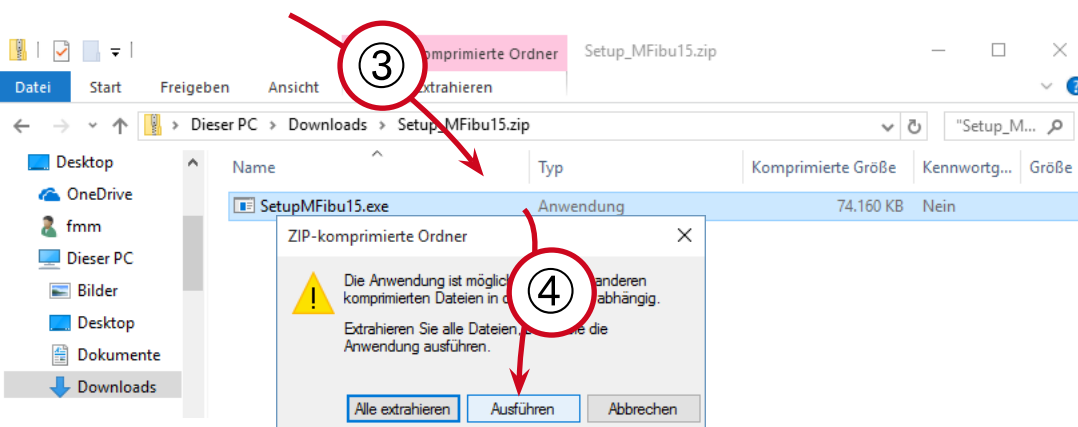 ③
omprimierte Ordner Setup_MFibu15.zip
Datei Start Freigeben Ansicht xtrahieren
Dieser PC > Downloads > Setup_MFibu15.zip "Setup_M...
Desktop
OneDrive
fmm
Dieser PC
Bilder
Desktop
Dokumente
Downloads
Name Typ Komprimierte Größe Kennwortg... Größe
SetupMFibu15.exe Anwendung 74.160 KB Nein
ZIP-komprimierte Ordner
④
Die Anwendung ist möglic anderen
komprimierten Dateien in d abhängig.
Extrahieren Sie alle Dateien, die
Anwendung ausführen.
Alle extrahieren Ausführen Abbrechen